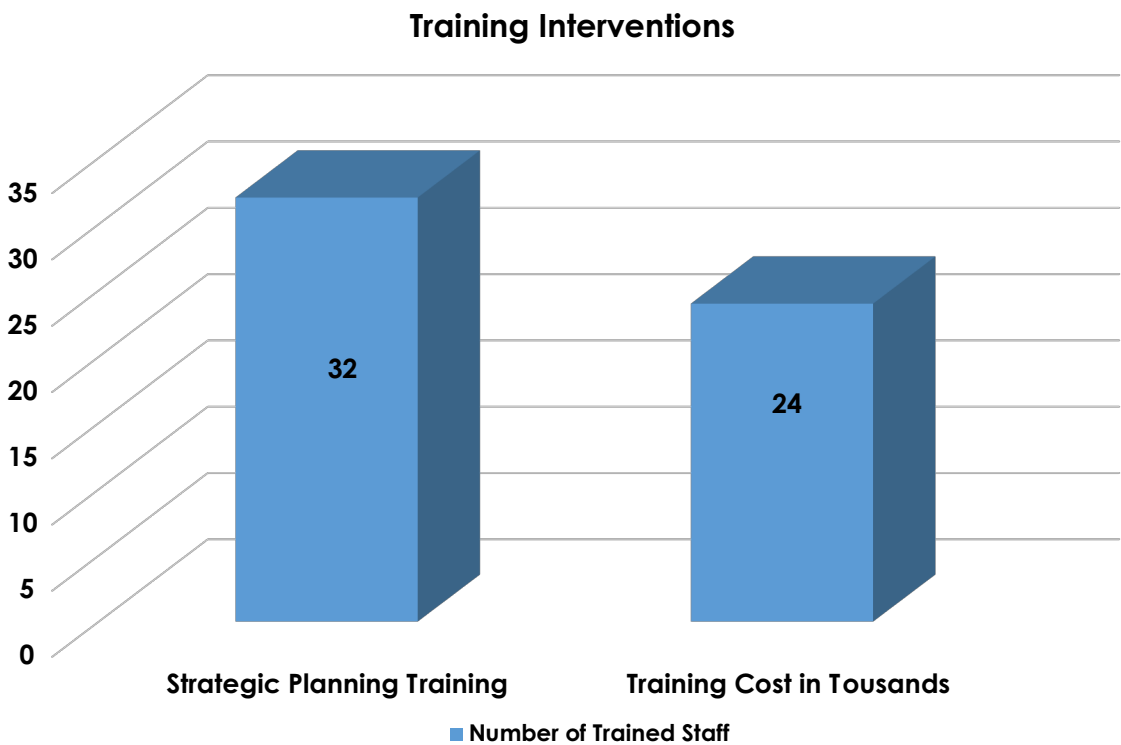 Training Interventions
35
30
25
20
15
10
5
0
32
24
Strategic Planning Training
Training Cost in Tousands
Number of Trained Staff